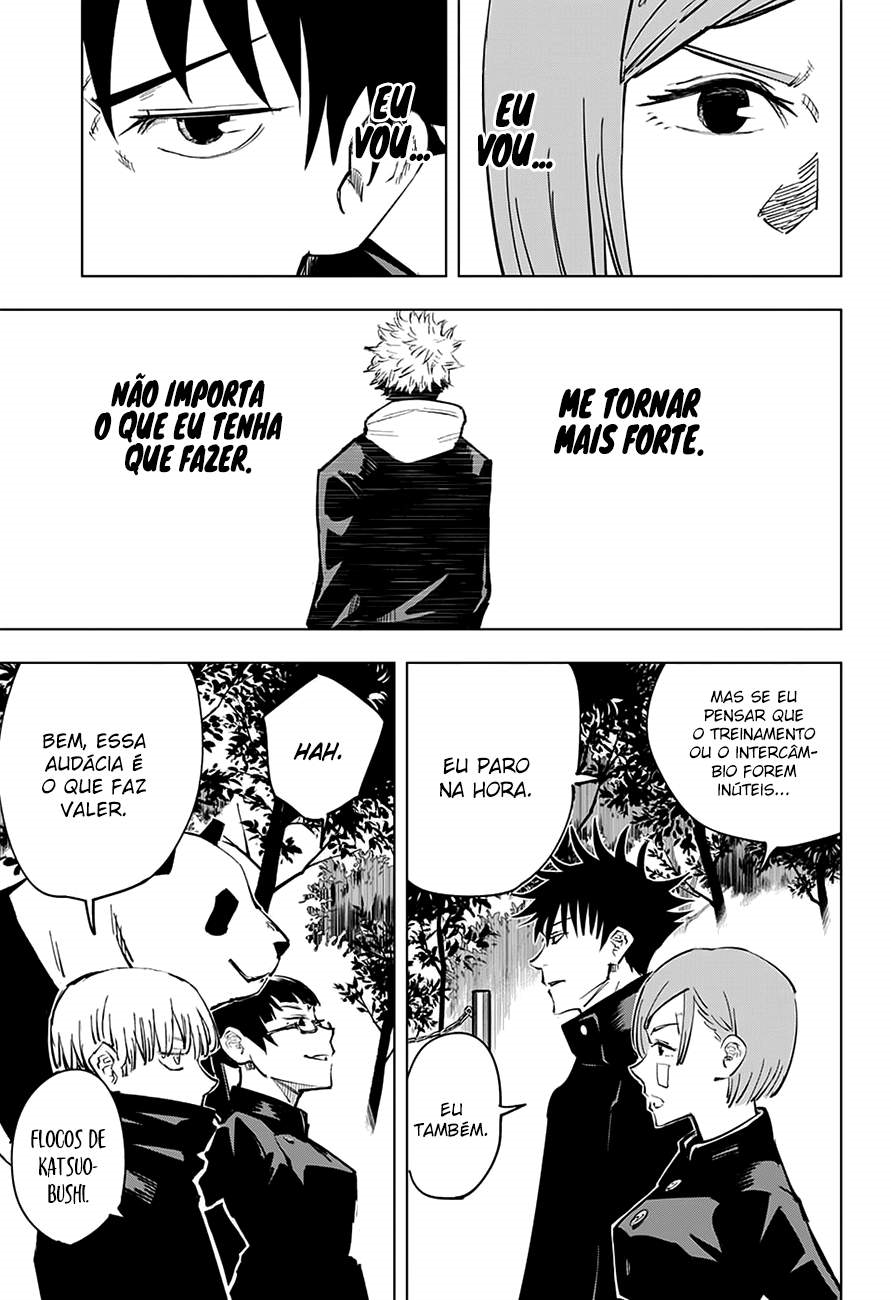 EU
VOU...
EU
VOU...
ME TORNAR
MAIS FORTE.
NÃO IMPORTA
O QUE EU TENHA
QUE FAZER.
MAS SE EU
PENSAR QUE
O TREINAMENTO
OU O INTERCÂM-
BIO FOREM
INÚTEIS...
EU PARO
NA HORA.
EU
TAMBÉM.
HAH.
BEM, ESSA
AUDÁCIA É
O QUE FAZ
VALER.
FLOCOS DE
KATSUO-
BUSHI.